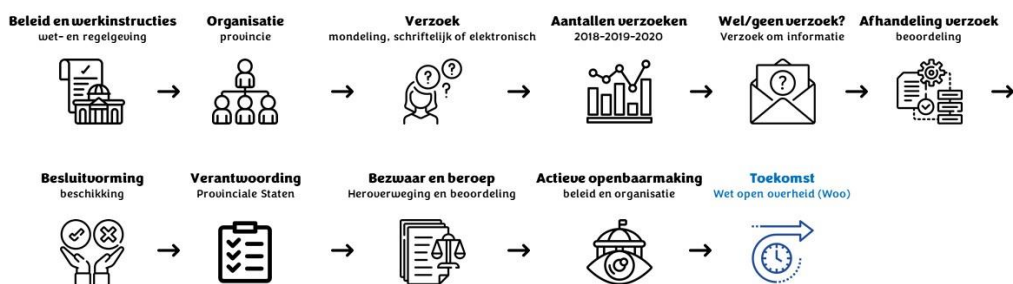 Beleid en werkinstructies
wet- en regelgeving
Organisatie
provincie
Verzoek
mondeling, schriftelijk of elektronisch
Aantallen verzoeken
2018-2019-2020
Wel/geen verzoek?
Verzoek om informatie
Afhandeling verzoek
beoordeling
Besluitvorming
beschikking
Verantwoording
Provinciale Staten
Bezwaar en beroep
Heroverweging en beoordeling
Actieve openbaarmaking
beleid en organisatie
Toekomst
Wet open overheid (Woo)